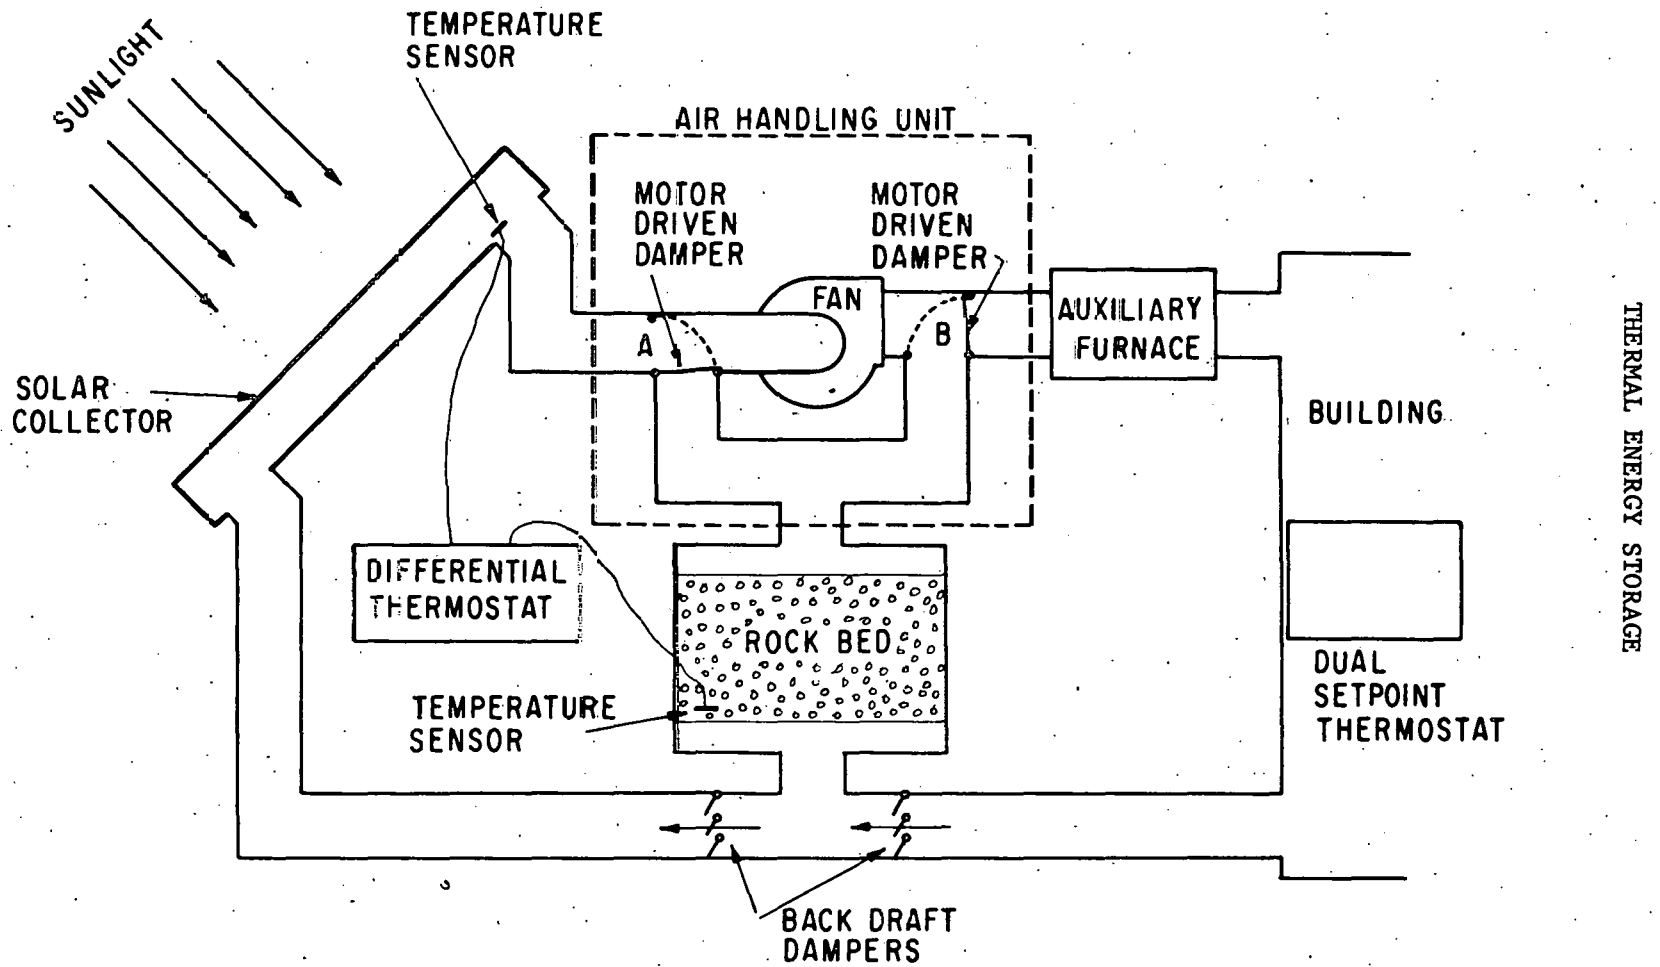 TEMPERATURE
SENSOR
SUNLIGHT
AIR HANDLING UNIT
MOTOR
DRIVEN
DAMPER
MOTOR
DRIVEN
DAMPER
FAN
A
B
AUXILIARY
FURNACE
SOLAR
COLLECTOR
BUILDING
THERMAL ENERGY STORAGE
DIFFERENTIAL
THERMOSTAT
ROCK BED
DUAL
SETPOINT
THERMOSTAT
TEMPERATURE
SENSOR
BACK DRAFT
DAMPERS